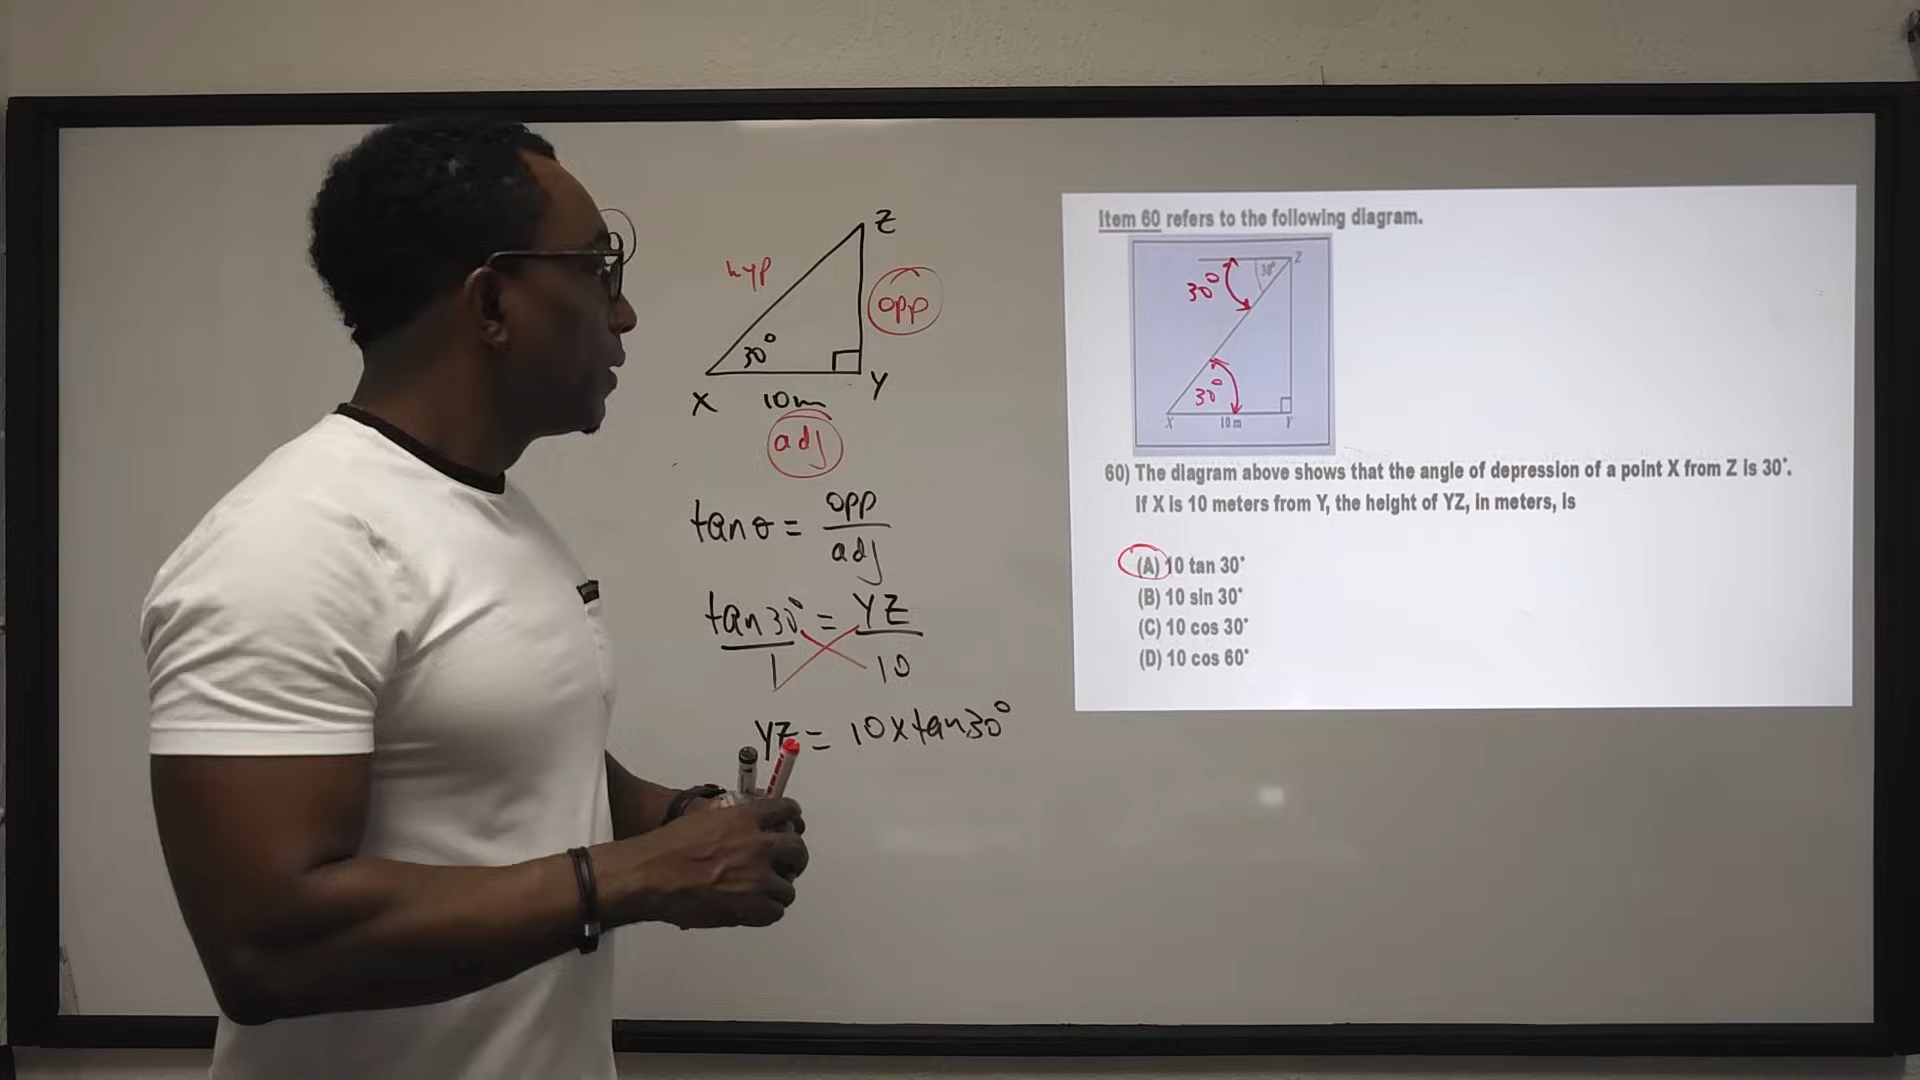 Z
hyp
opp
30°
X
10m
Y
adj
tan θ = opp
adj
tan30° = YZ
1 10
YZ = 10 x tan30°
Item 60 refers to the following diagram.
Z
30°
30°
30°
X
10 m
Y
60) The diagram above shows that the angle of depression of a point X from Z is 30°.
If X is 10 meters from Y, the height of YZ, in meters, is
(A) 10 tan 30°
(B) 10 sin 30°
(C) 10 cos 30°
(D) 10 cos 60°